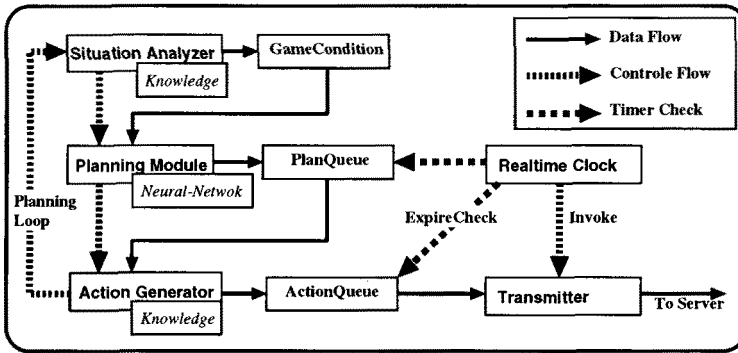 Situation Analyzer
Knowledge
GameCondition
Data Flow
Controle Flow
Timer Check
Planning Module
Neural-Netwok
PlanQueue
Realtime Clock
Planning
Loop
ExpireCheck
Invoke
Action Generator
Knowledge
ActionQueue
Transmitter
To Server